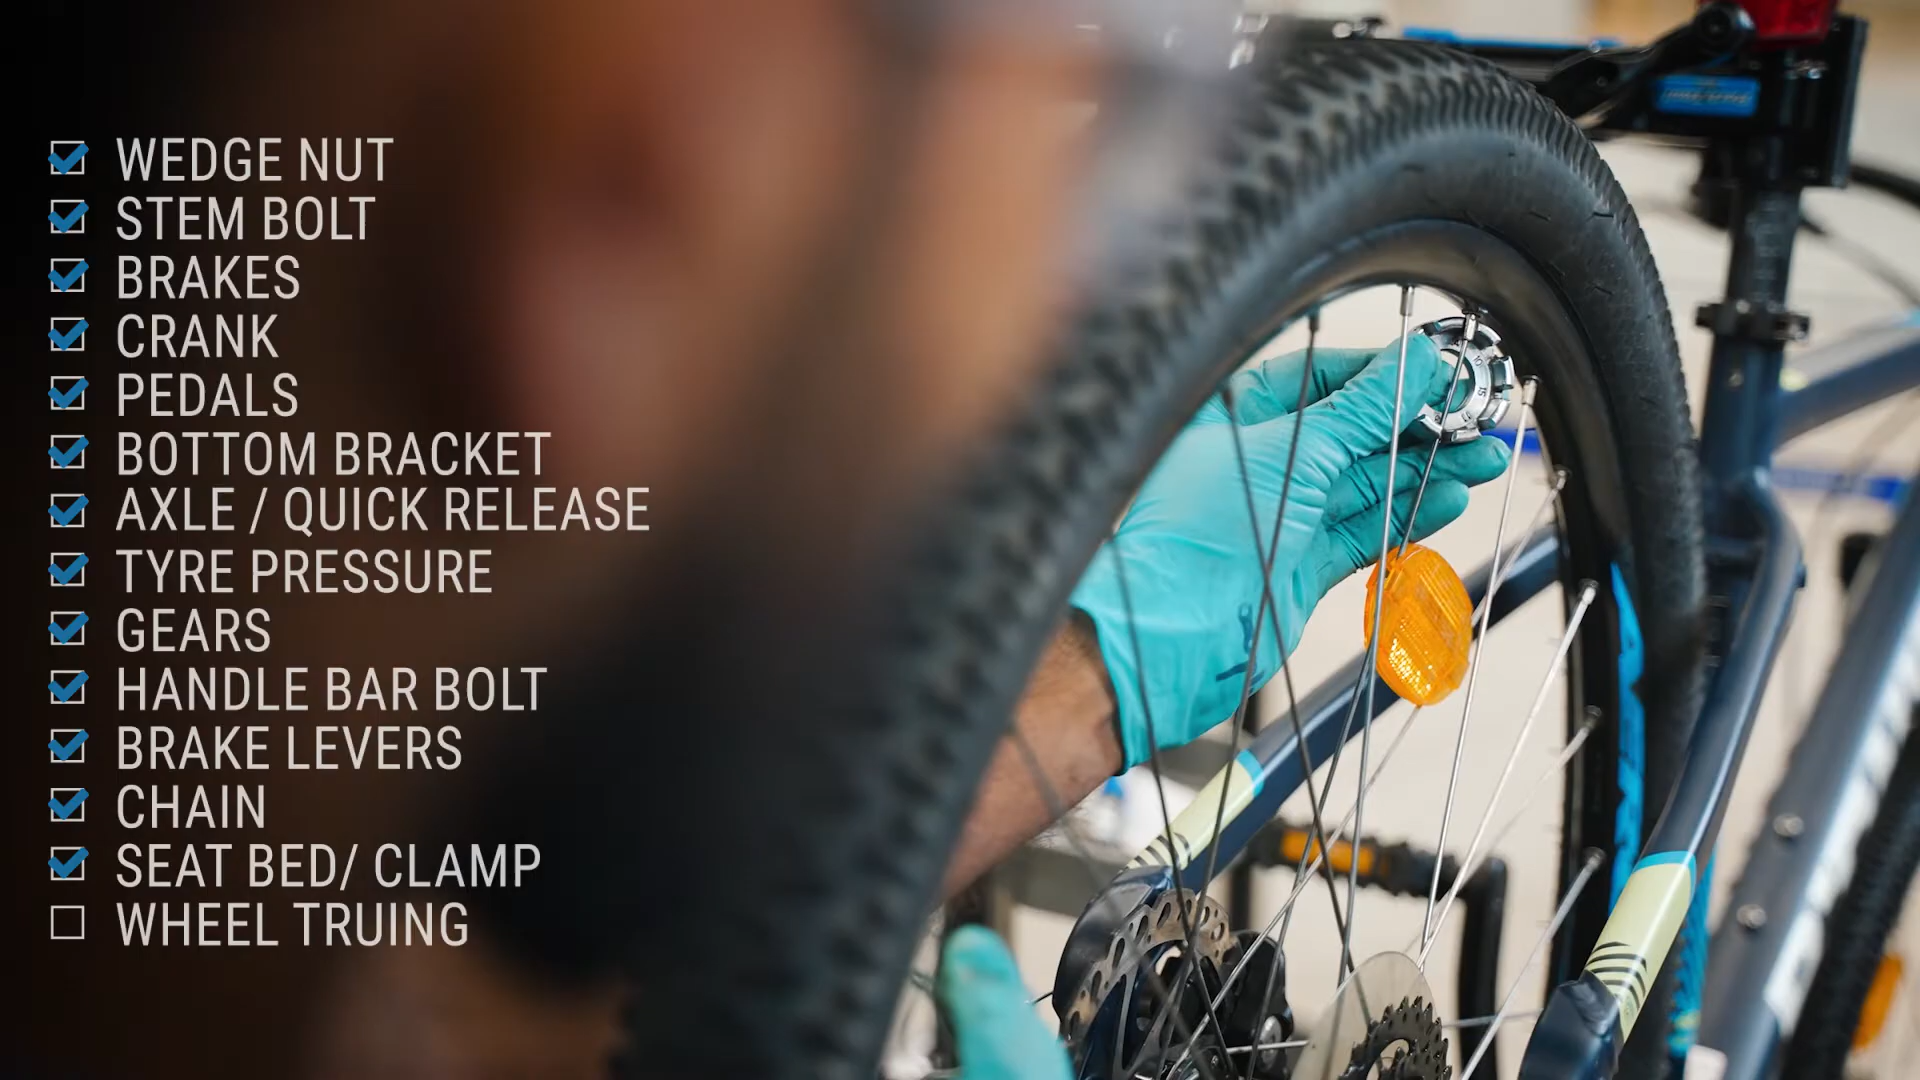 WEDGE NUT
STEM BOLT
BRAKES
CRANK
PEDALS
BOTTOM BRACKET
AXLE / QUICK RELEASE
TYRE PRESSURE
GEARS
HANDLE BAR BOLT
BRAKE LEVERS
CHAIN
SEAT BED/ CLAMP
WHEEL TRUING